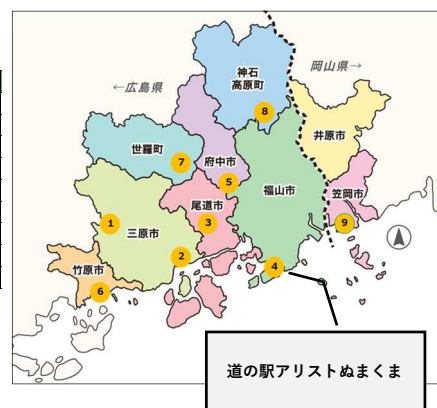 岡山県→
←広島県
神石
高原町
8
井原市
世羅町
7
府中市
5
福山市
笠岡市
9
尾道市
3
1
三原市
2
4
竹原市
6
道の駅アリストぬまくま